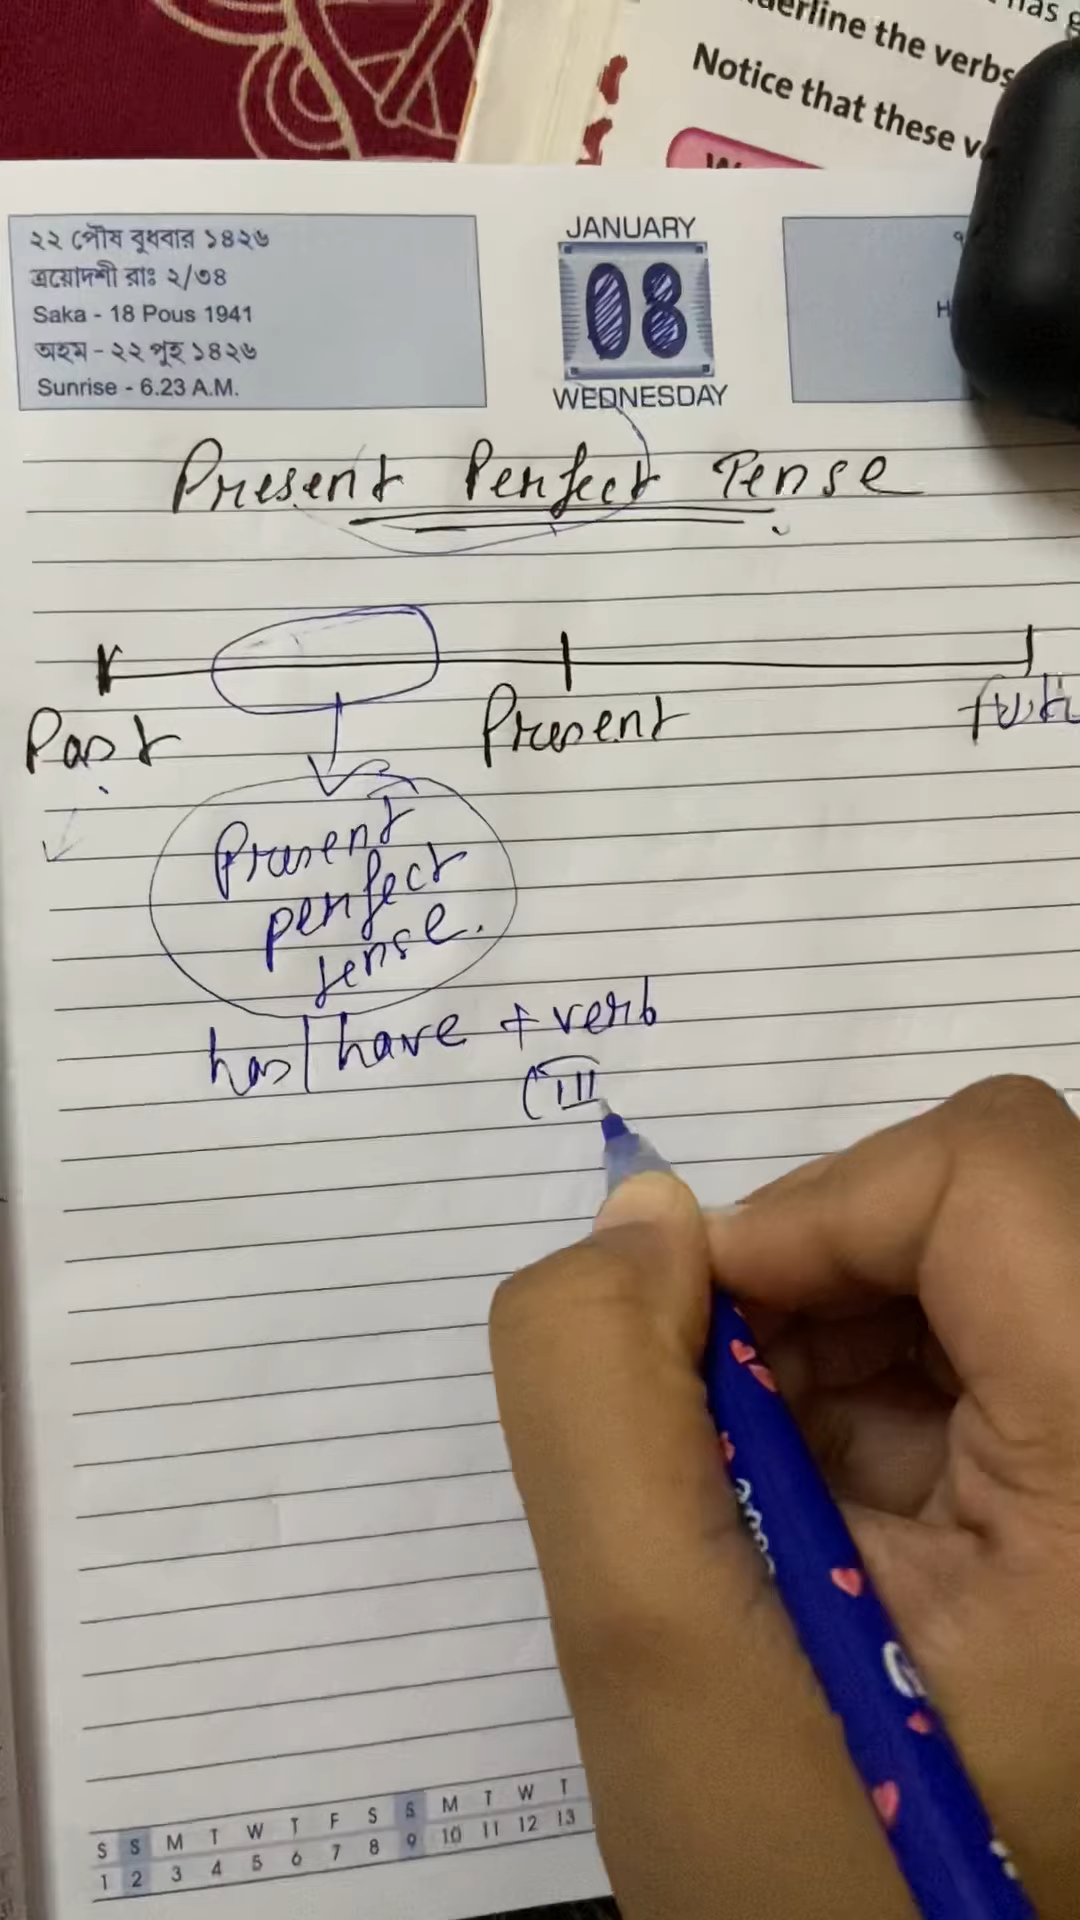 has g
erline the verbs
Notice that these
২২ পৌষ বুধবার ১৪২৬
ত্রয়োদশী রাঃ ২/৩৪
Saka - 18 Pous 1941
অহম - ২২ পুহ ১৪২৬
Sunrise - 6.23 A.M.
JANUARY
08
WEDNESDAY
H
Present Perfect Tense
Past Present
Present
perfect
tense.
has/have + verb
(III
S S M T W T F S S M T W T
1 2 3 4 5 6 7 8 9 10 11 12 13